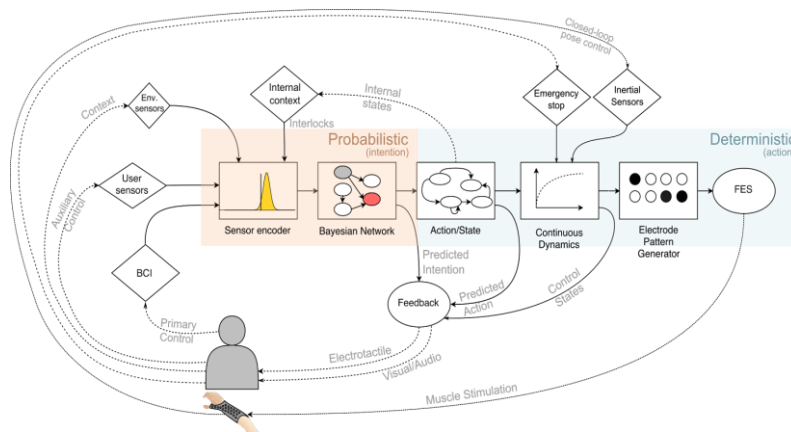 Closed-loop
pose control
Context
Env.
sensors
Internal
context
Internal
states
Emergency
stop
Inertial
Sensors
Interlocks
Probabilistic
(intention)
Deterministic
(action
User
sensors
Auxiliary
Control
Sensor encoder
Bayesian Network
Action/State
Continuous
Dynamics
Electrode
Pattern
Generator
FES
BCI
Predicted
Intention
Predicted
Action
Control
States
Feedback
Primary
Control
Electrotactile
Visual/Audio
Muscle Stimulation